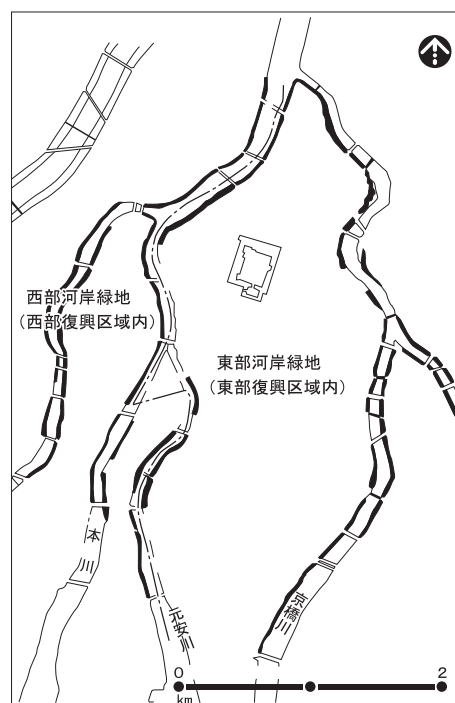 西部河岸緑地
（西部復興区域内）
東部河岸緑地
（東部復興区域内）
本川
元安川
京橋川
0
2
km